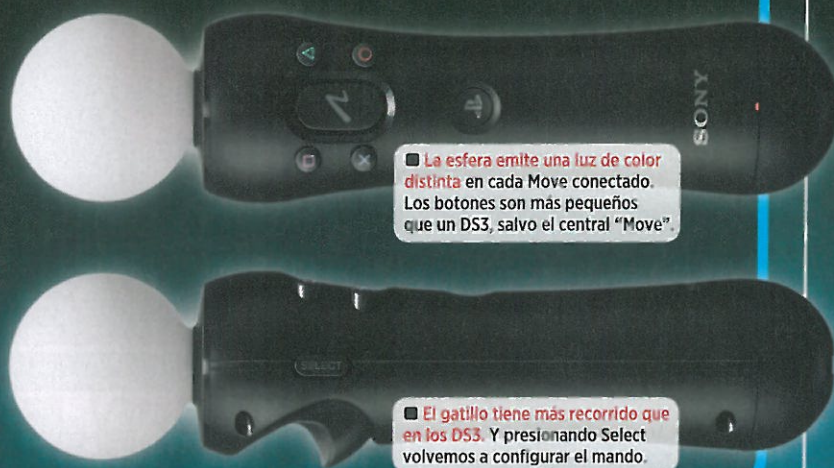 SONY
■ La esfera emite una luz de color
distinta en cada Move conectado.
Los botones son más pequeños
que un DS3, salvo el central “Move”.
SELECT
■ El gatillo tiene más recorrido que
en los DS3. Y presionando Select
volvemos a configurar el mando.